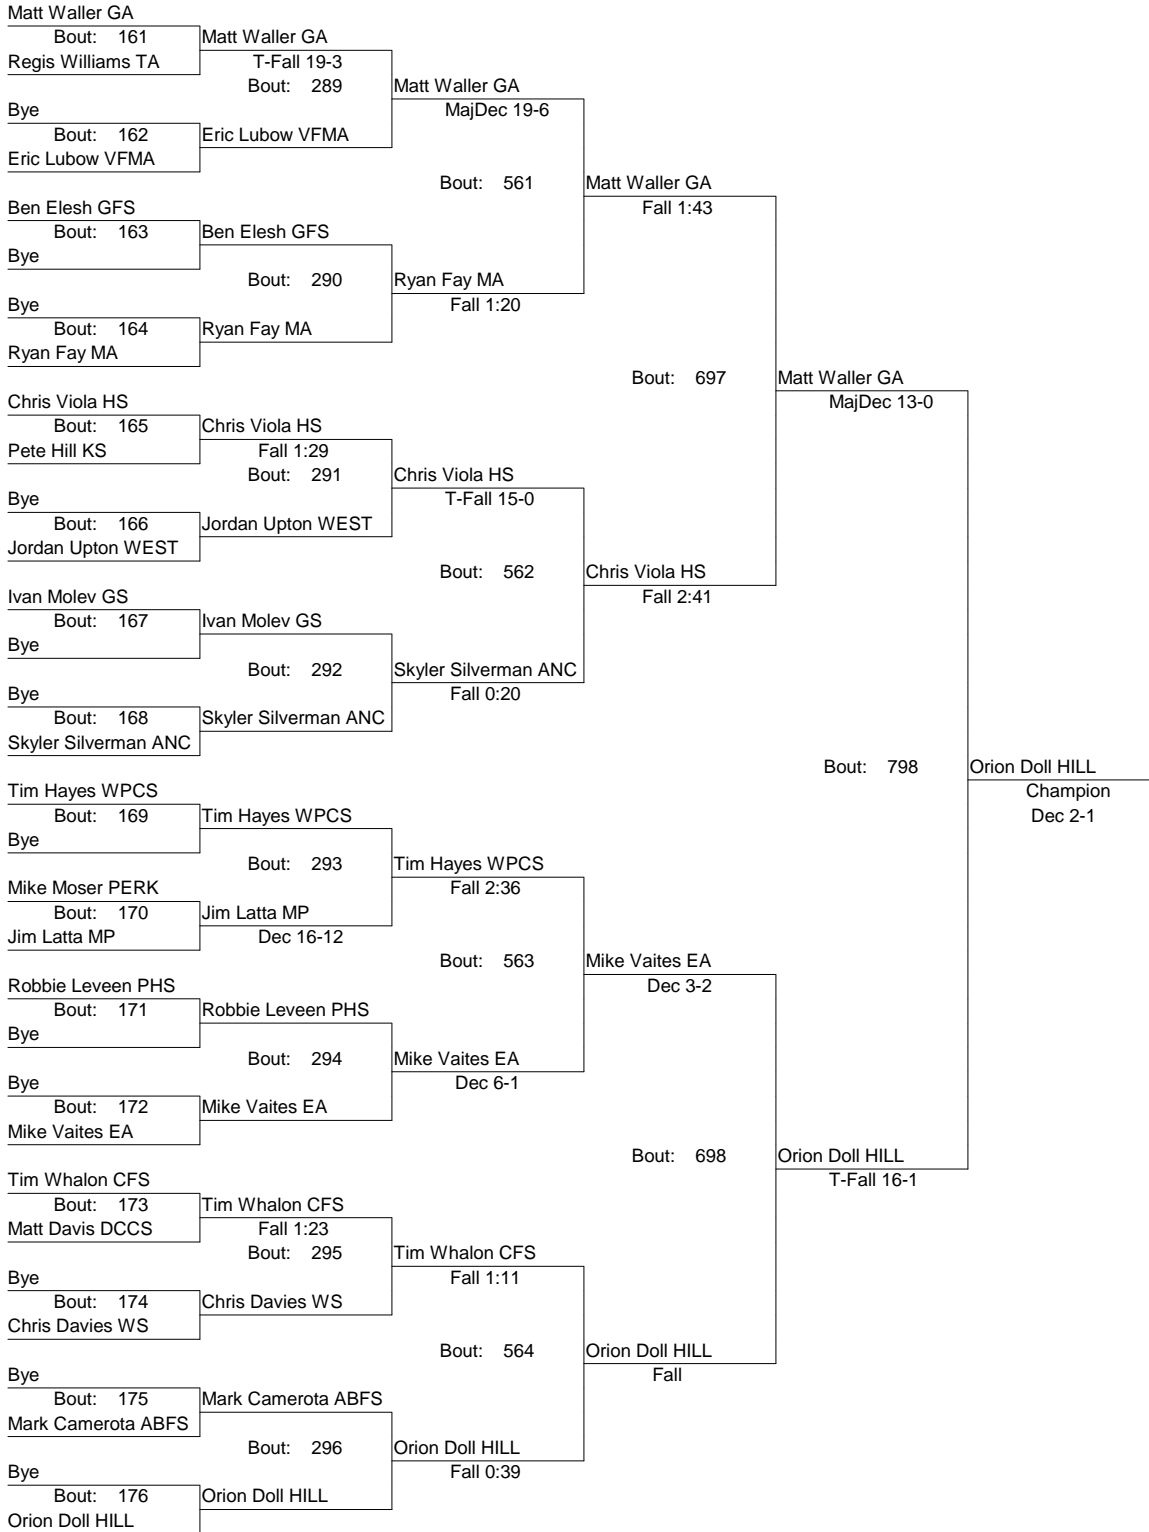 Matt Waller GA
Bout: 161
Matt Waller GA
Regis Williams TA
T-Fall 19-3
Bout: 289
Matt Waller GA
Bye
MajDec 19-6
Bout: 162
Eric Lubow VFMA
Eric Lubow VFMA
Bout: 561
Matt Waller GA
Ben Elesh GFS
Fall 1:43
Bout: 163
Ben Elesh GFS
Bye
Bout: 290
Ryan Fay MA
Bye
Fall 1:20
Bout: 164
Ryan Fay MA
Ryan Fay MA
Bout: 697
Matt Waller GA
Chris Viola HS
MajDec 13-0
Bout: 165
Chris Viola HS
Pete Hill KS
Fall 1:29
Bout: 291
Chris Viola HS
Bye
T-Fall 15-0
Bout: 166
Jordan Upton WEST
Jordan Upton WEST
Bout: 562
Chris Viola HS
Ivan Molev GS
Fall 2:41
Bout: 167
Ivan Molev GS
Bye
Bout: 292
Skyler Silverman ANC
Bye
Fall 0:20
Bout: 168
Skyler Silverman ANC
Skyler Silverman ANC
Bout: 798
Orion Doll HILL
Tim Hayes WPCS
Champion
Bout: 169
Tim Hayes WPCS
Dec 2-1
Bye
Bout: 293
Tim Hayes WPCS
Mike Moser PERK
Fall 2:36
Bout: 170
Jim Latta MP
Jim Latta MP
Dec 16-12
Bout: 563
Mike Vaites EA
Robbie Leveen PHS
Dec 3-2
Bout: 171
Robbie Leveen PHS
Bye
Bout: 294
Mike Vaites EA
Bye
Dec 6-1
Bout: 172
Mike Vaites EA
Mike Vaites EA
Bout: 698
Orion Doll HILL
Tim Whalon CFS
T-Fall 16-1
Bout: 173
Tim Whalon CFS
Matt Davis DCCS
Fall 1:23
Bout: 295
Tim Whalon CFS
Bye
Fall 1:11
Bout: 174
Chris Davies WS
Chris Davies WS
Bout: 564
Orion Doll HILL
Bye
Fall
Bout: 175
Mark Camerota ABFS
Mark Camerota ABFS
Bout: 296
Orion Doll HILL
Bye
Fall 0:39
Bout: 176
Orion Doll HILL
Orion Doll HILL